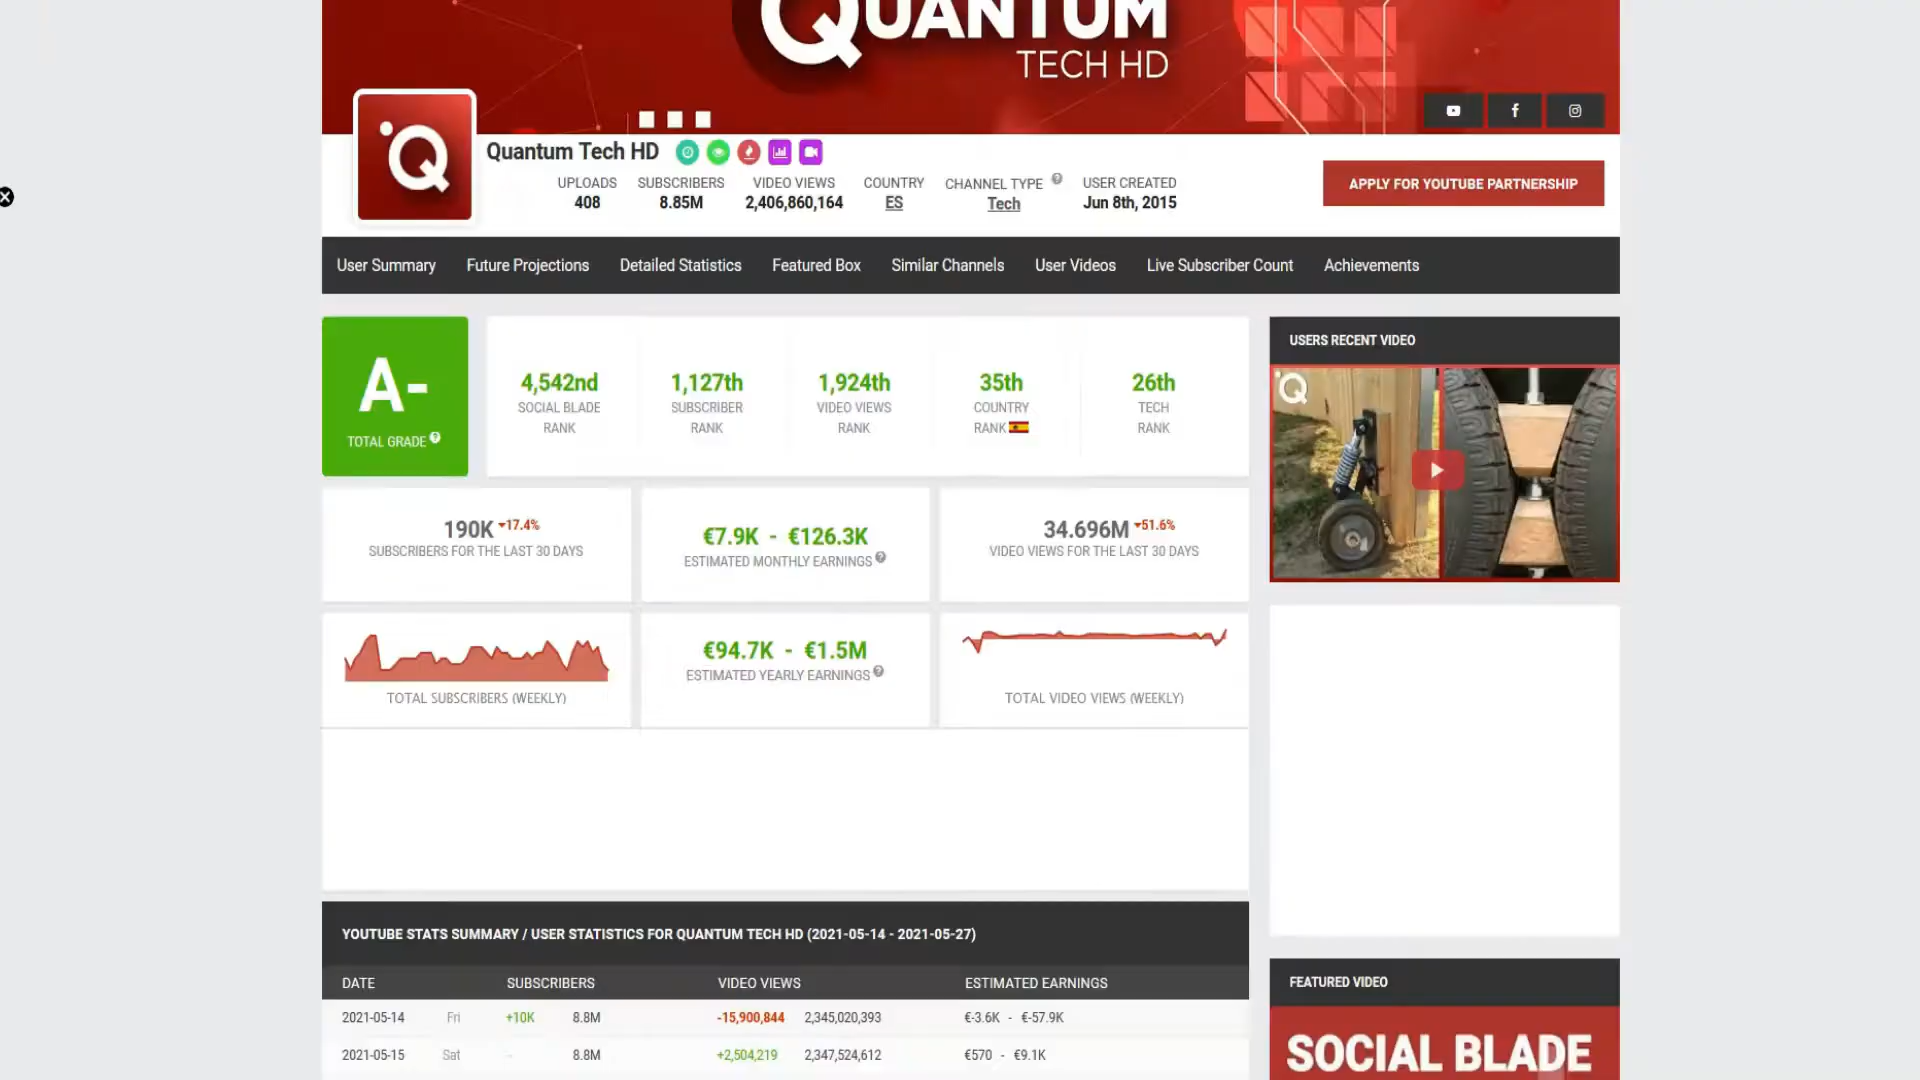 QUANTUM
TECH HD
Q
Quantum Tech HD
UPLOADS
408
SUBSCRIBERS
8.85M
VIDEO VIEWS
2,406,860,164
COUNTRY
ES
CHANNEL TYPE
Tech
USER CREATED
Jun 8th, 2015
APPLY FOR YOUTUBE PARTNERSHIP
User Summary
Future Projections
Detailed Statistics
Featured Box
Similar Channels
User Videos
Live Subscriber Count
Achievements
A-
TOTAL GRADE
4,542nd
SOCIAL BLADE
RANK
1,127th
SUBSCRIBER
RANK
1,924th
VIDEO VIEWS
RANK
35th
COUNTRY
RANK
26th
TECH
RANK
USERS RECENT VIDEO
Q
190K 17.4%
SUBSCRIBERS FOR THE LAST 30 DAYS
€7.9K - €126.3K
ESTIMATED MONTHLY EARNINGS
34.696M 51.6%
VIDEO VIEWS FOR THE LAST 30 DAYS
TOTAL SUBSCRIBERS (WEEKLY)
€94.7K - €1.5M
ESTIMATED YEARLY EARNINGS
TOTAL VIDEO VIEWS (WEEKLY)
YOUTUBE STATS SUMMARY / USER STATISTICS FOR QUANTUM TECH HD (2021-05-14 - 2021-05-27)
DATE SUBSCRIBERS VIDEO VIEWS ESTIMATED EARNINGS
2021-05-14 Fri +10K 8.8M -15,900,844 2,345,020,393 €-3.6K - €-57.9K
2021-05-15 Sat -- 8.8M +2,504,219 2,347,524,612 €570 - €9.1K
FEATURED VIDEO
SOCIAL BLADE